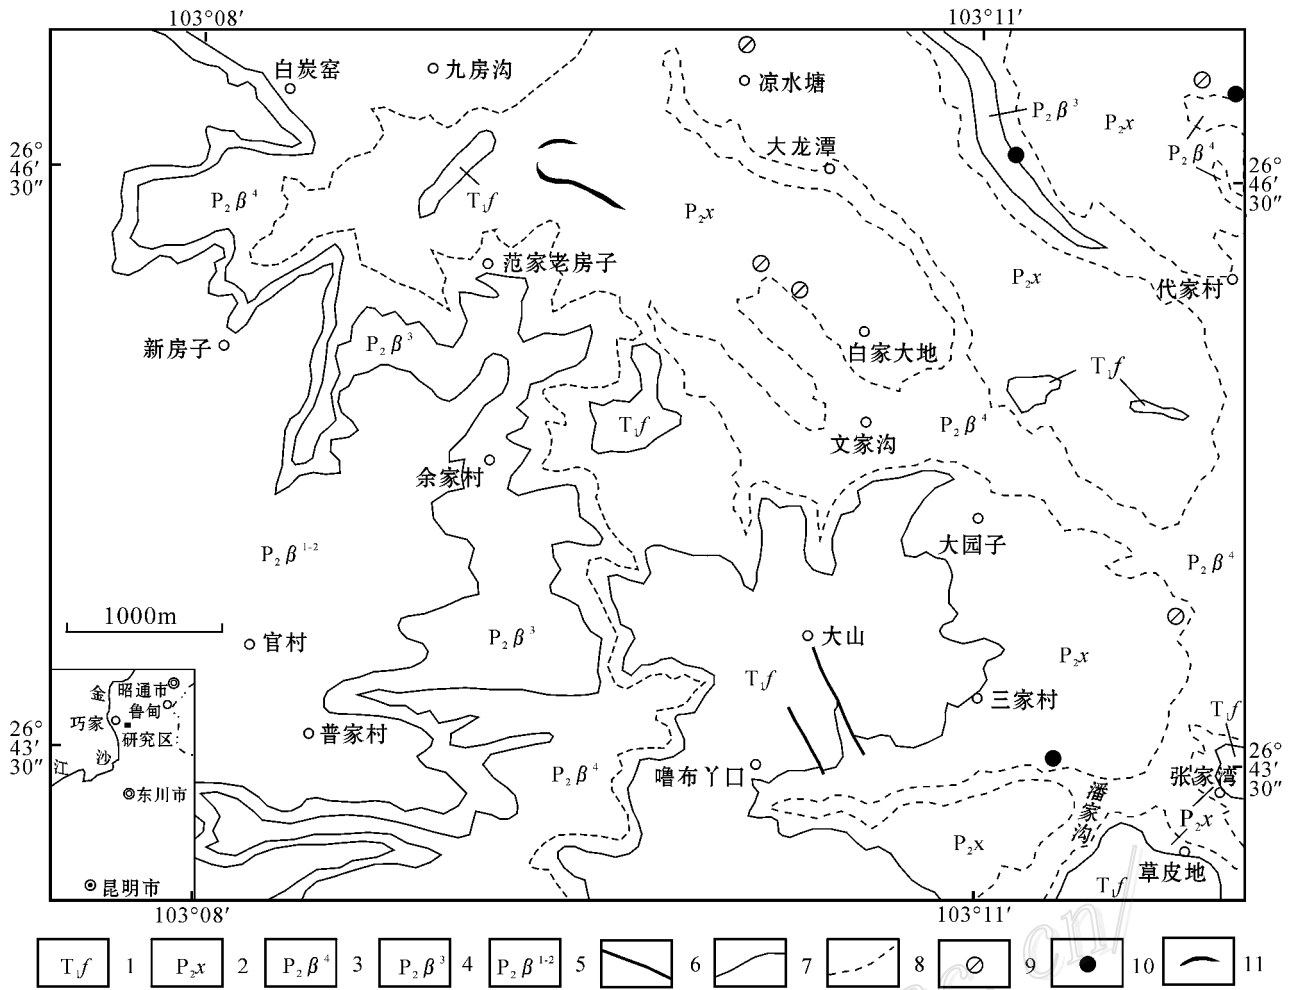 103°08′
103°11′
白炭窑
九房沟
凉水塘
P₂β³
P₂x
大龙潭
P₂β⁴
26°
46′
30″
26°
46′
30″
P₂β⁴
T₁f
P₂x
范家老房子
P₂x
代家村
新房子
P₂β³
白家大地
T₁f
T₁f
P₂β⁴
文家沟
余家村
大园子
P₂β¹⁻²
P₂β⁴
1000m
官村
P₂β³
大山
P₂x
T₁f
三家村
金
昭通市
鲁甸
巧家
研究区
沙
江
东川市
昆明市
T₁f
26°
43′
30″
普家村
26°
43′
30″
P₂β⁴
噜布丫口
张家湾
潘家沟
P₂x
P₂x
草皮地
T₁f
103°08′
103°11′
T₁f 1 P₂x 2 P₂β⁴ 3 P₂β³ 4 P₂β¹⁻² 5 6 7 8 9 10 11